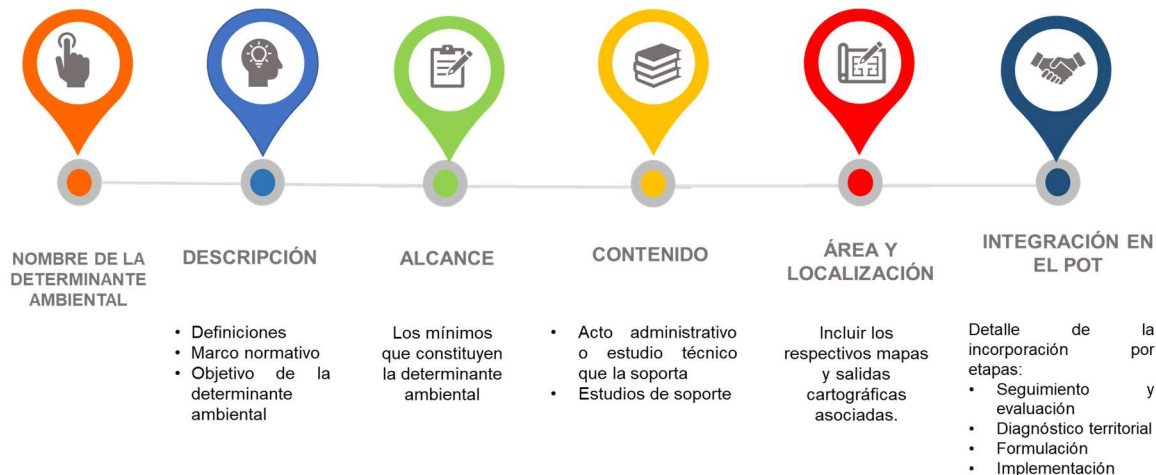 NOMBRE DE LA
DETERMINANTE
AMBIENTAL
DESCRIPCIÓN
• Definiciones
• Marco normativo
• Objetivo de la
determinante
ambiental
ALCANCE
Los mínimos
que constituyen
la determinante
ambiental
CONTENIDO
• Acto administrativo
o estudio técnico
que la soporta
• Estudios de soporte
ÁREA Y
LOCALIZACIÓN
Incluir los
respectivos mapas
y salidas
cartográficas
asociadas.
INTEGRACIÓN EN
EL POT
Detalle de la
incorporación por
etapas:
• Seguimiento y
evaluación
• Diagnóstico territorial
• Formulación
• Implementación